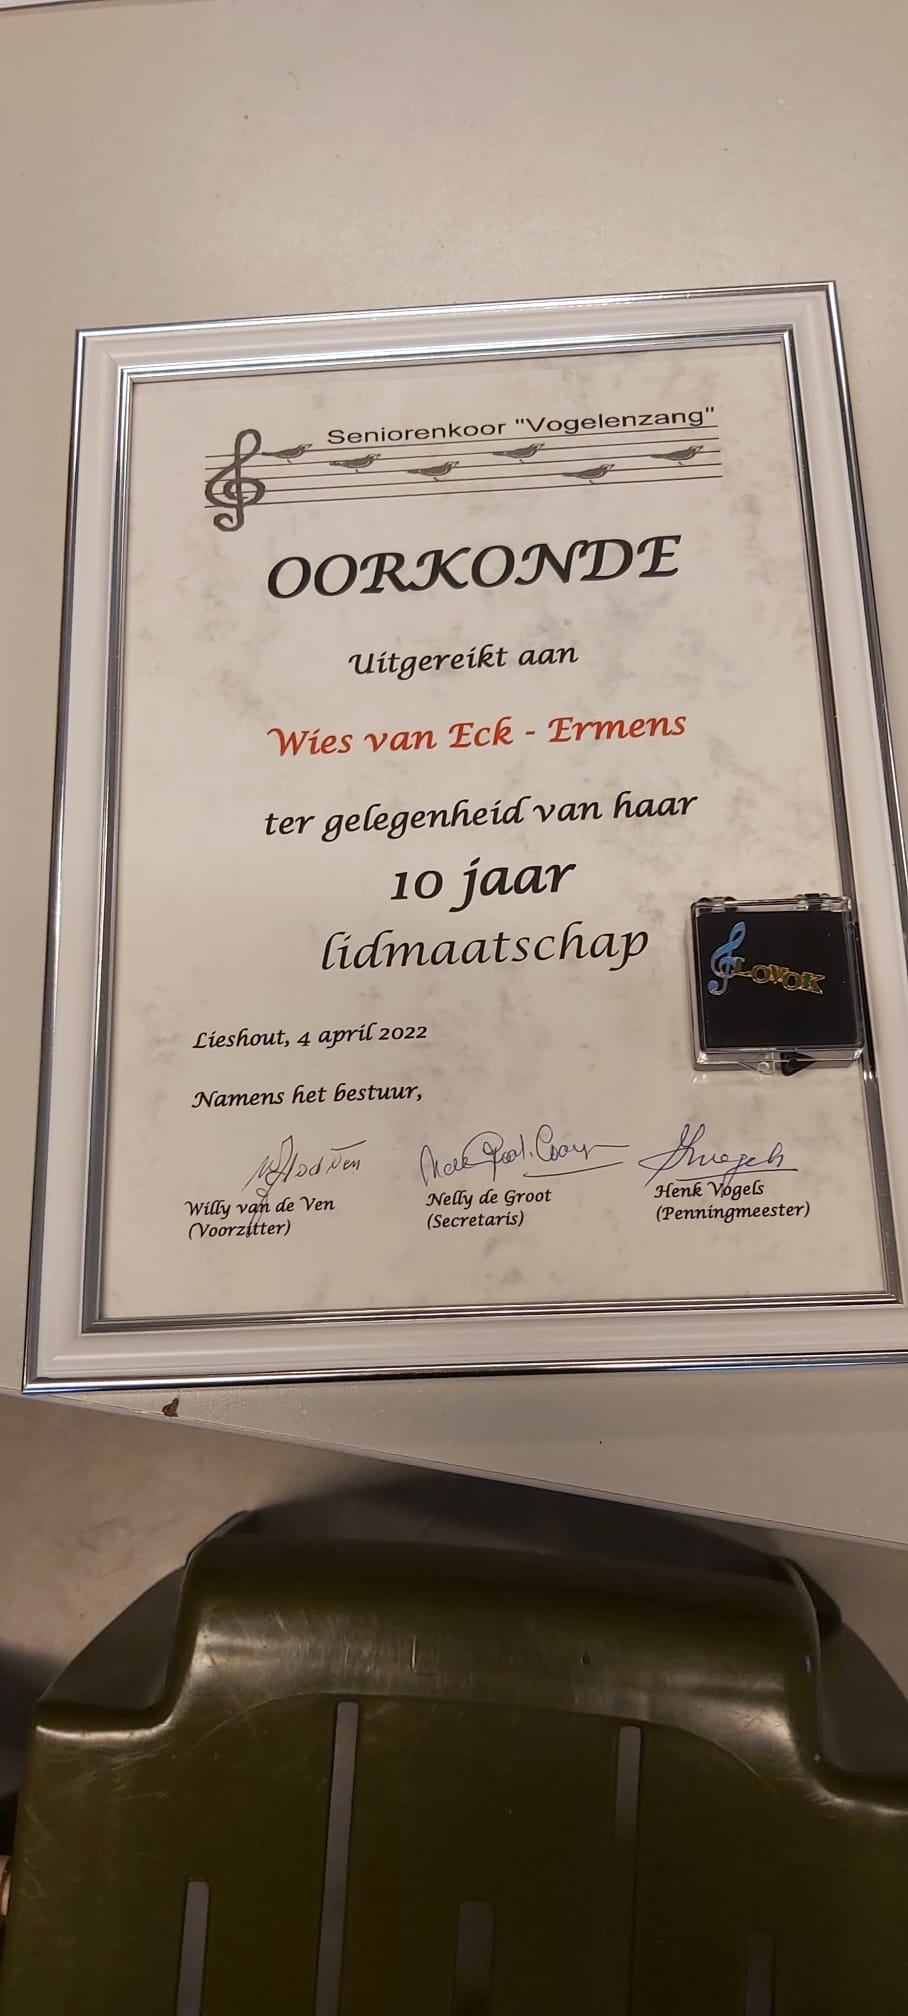 Seniorenkoor "Vogelenzang"
OORKONDE
Uitgereikt aan
Wies van Eck - Ermens
ter gelegenheid van haar
10 jaar
lidmaatschap
LOVOK
Lieshout, 4 april 2022
Namens het bestuur,
Willy van de Ven
(Voorzitter)
Nelly de Groot
(Secretaris)
Henk Vogels
(Penningmeester)